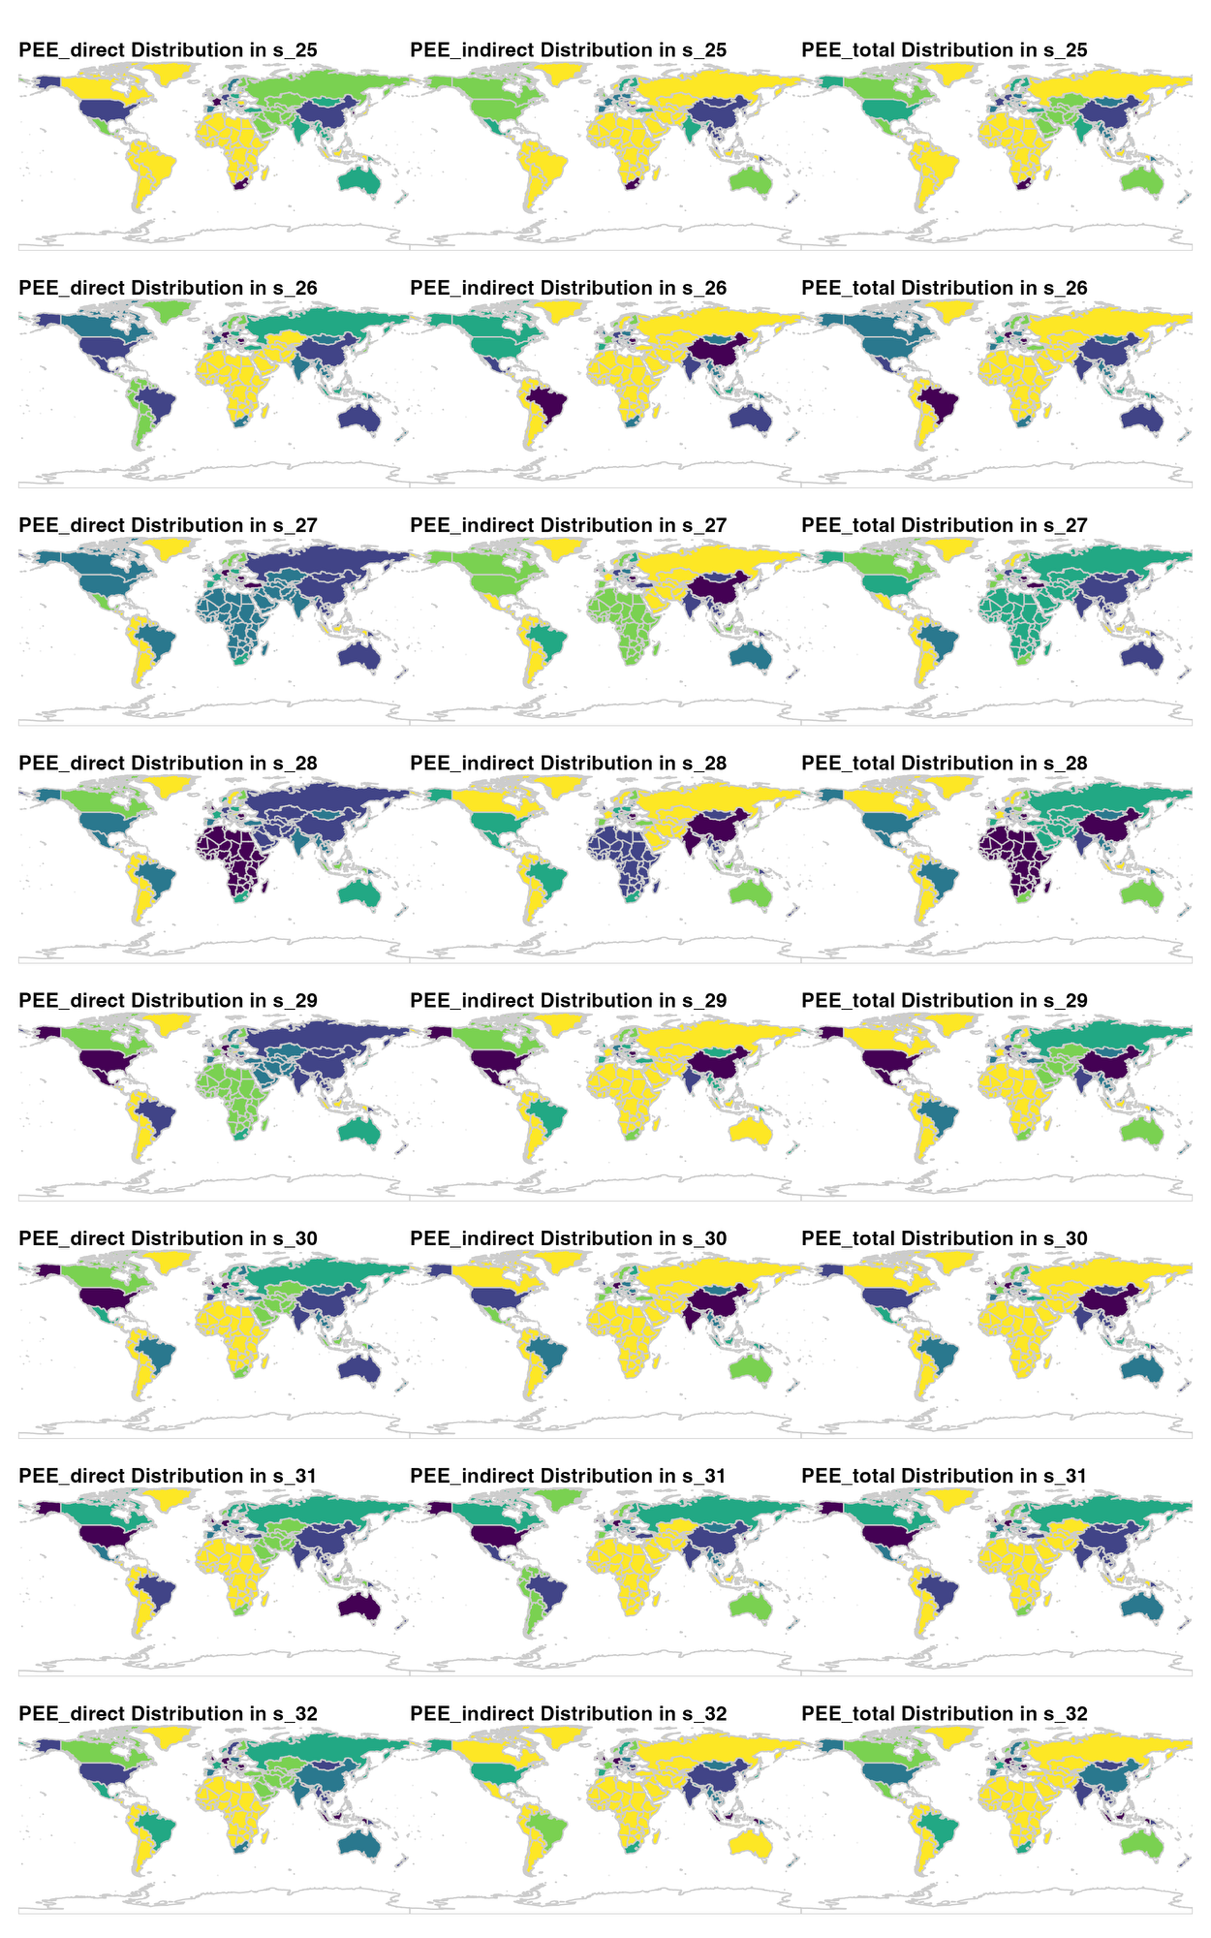 PEE_direct Distribution in s_25
PEE_indirect Distribution in s_25
PEE_total Distribution in s_25
PEE_direct Distribution in s_26
PEE_indirect Distribution in s_26
PEE_total Distribution in s_26
PEE_direct Distribution in s_27
PEE_indirect Distribution in s_27
PEE_total Distribution in s_27
PEE_direct Distribution in s_28
PEE_indirect Distribution in s_28
PEE_total Distribution in s_28
PEE_direct Distribution in s_29
PEE_indirect Distribution in s_29
PEE_total Distribution in s_29
PEE_direct Distribution in s_30
PEE_indirect Distribution in s_30
PEE_total Distribution in s_30
PEE_direct Distribution in s_31
PEE_indirect Distribution in s_31
PEE_total Distribution in s_31
PEE_direct Distribution in s_32
PEE_indirect Distribution in s_32
PEE_total Distribution in s_32